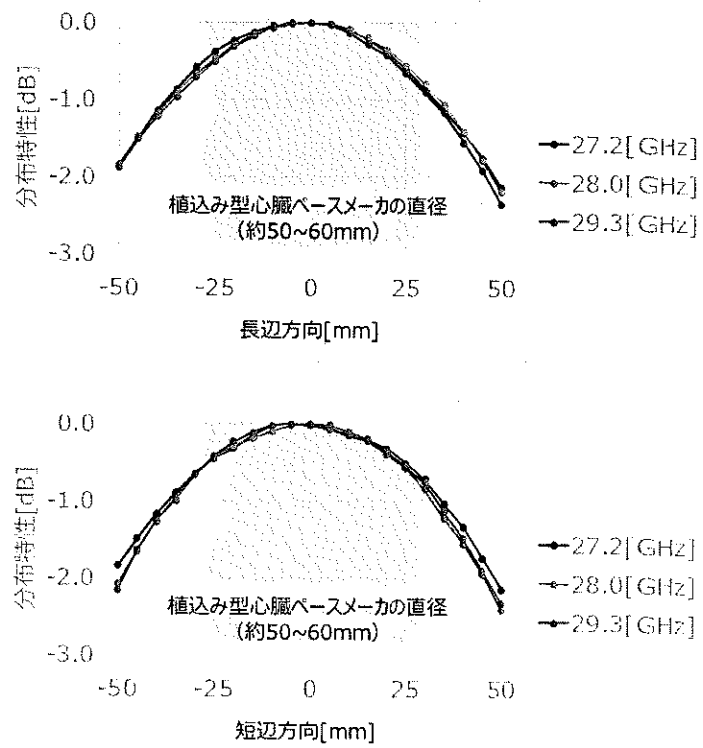 0.0
-1.0
-2.0
-3.0
分布特性[dB]
植込み型心臓ペースメーカの直径
(約50~60mm)
27.2[GHz]
28.0[GHz]
29.3[GHz]
-50 -25 0 25 50
長辺方向[mm]
0.0
-1.0
-2.0
-3.0
分布特性[dB]
植込み型心臓ペースメーカの直径
(約50~60mm)
27.2[GHz]
28.0[GHz]
29.3[GHz]
-50 -25 0 25 50
短辺方向[mm]